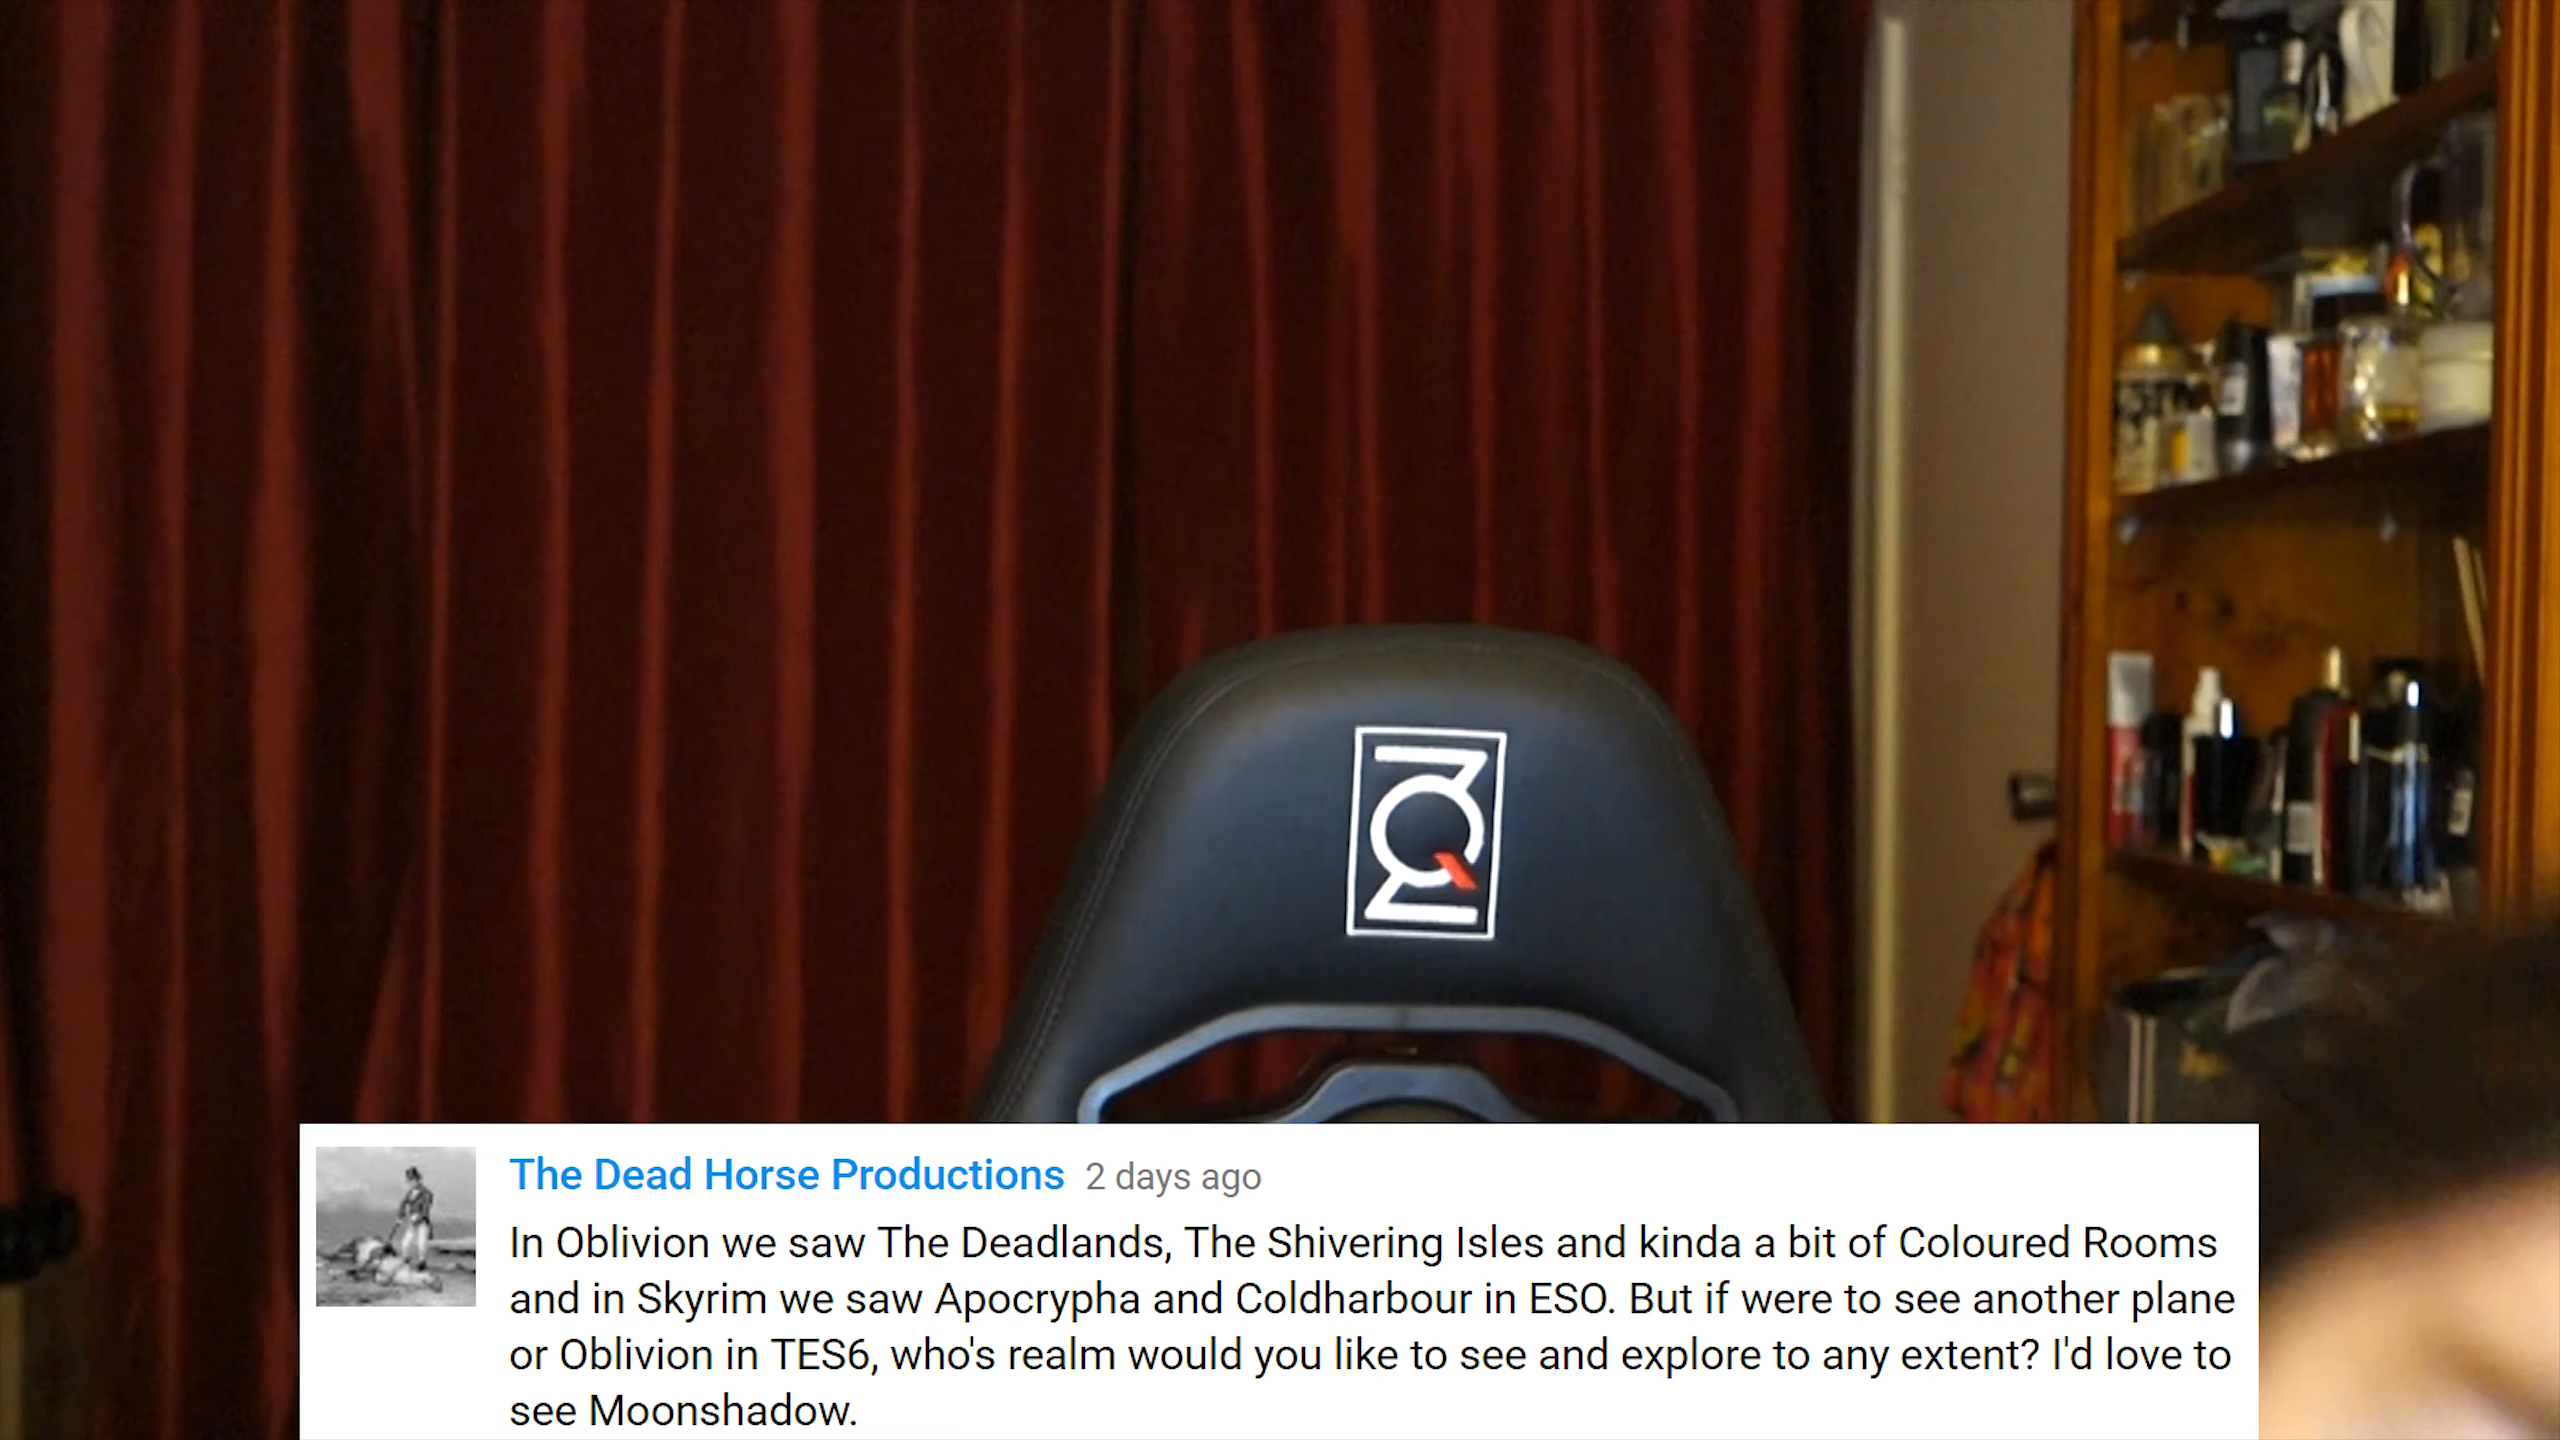 The Dead Horse Productions 2 days ago
In Oblivion we saw The Deadlands, The Shivering Isles and kinda a bit of Coloured Rooms
and in Skyrim we saw Apocrypha and Coldharbour in ESO. But if were to see another plane
or Oblivion in TES6, who's realm would you like to see and explore to any extent? I'd love to
see Moonshadow.